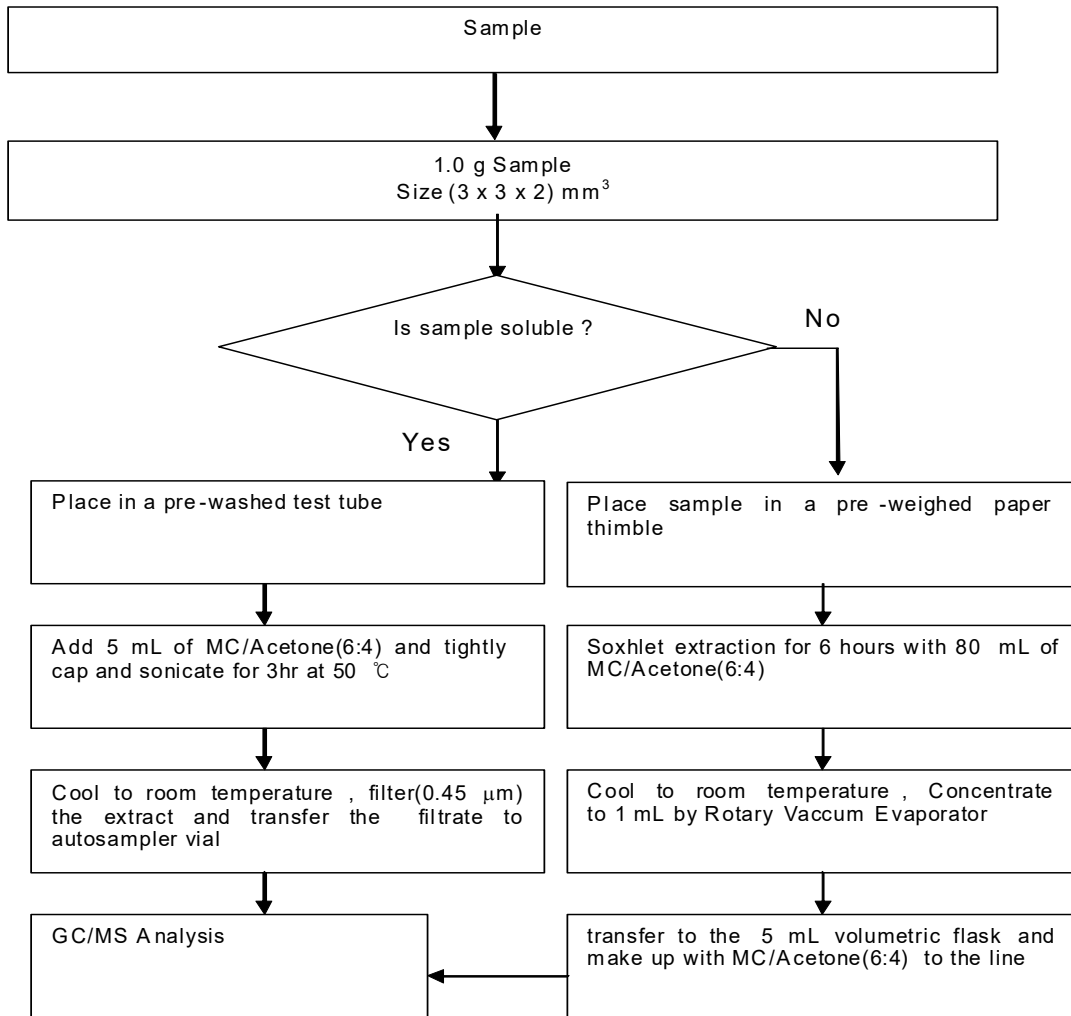 Sample
1.0 g Sample
Size (3 x 3 x 2) mm³
Is sample soluble ?
No
Yes
Place in a pre-washed test tube
Place sample in a pre-weighed paper
thimble
Add 5 mL of MC/Acetone(6:4) and tightly
cap and sonicate for 3hr at 50 ℃
Soxhlet extraction for 6 hours with 80 mL of
MC/Acetone(6:4)
Cool to room temperature , filter(0.45 μm)
the extract and transfer the filtrate to
autosampler vial
Cool to room temperature , Concentrate
to 1 mL by Rotary Vaccum Evaporator
GC/MS Analysis
transfer to the 5 mL volumetric flask and
make up with MC/Acetone(6:4) to the line